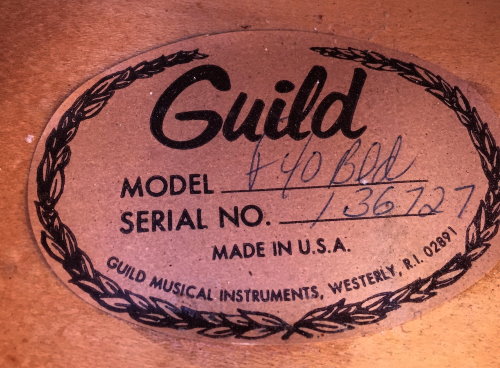 Guild
MODEL F40 Bld
SERIAL NO. 136727
MADE IN U.S.A.
GUILD MUSICAL INSTRUMENTS, WESTERLY, R.I. 02891